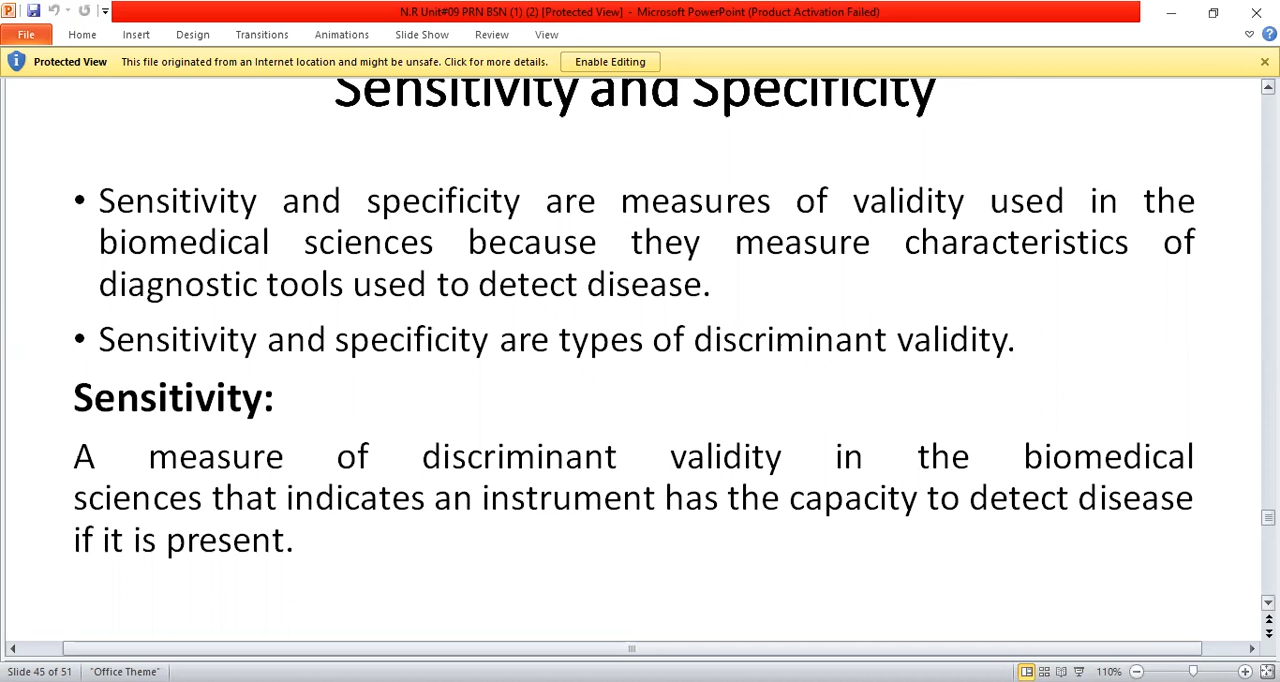 N.R Unit#09 PRN BSN (1) (2) [Protected View] - Microsoft PowerPoint (Product Activation Failed)
File Home Insert Design Transitions Animations Slide Show Review View
Protected View This file originated from an Internet location and might be unsafe. Click for more details. Enable Editing
Sensitivity and Specificity
• Sensitivity and specificity are measures of validity used in the
biomedical sciences because they measure characteristics of
diagnostic tools used to detect disease.
• Sensitivity and specificity are types of discriminant validity.
Sensitivity:
A measure of discriminant validity in the biomedical
sciences that indicates an instrument has the capacity to detect disease
if it is present.
Slide 45 of 51 "Office Theme" 110%